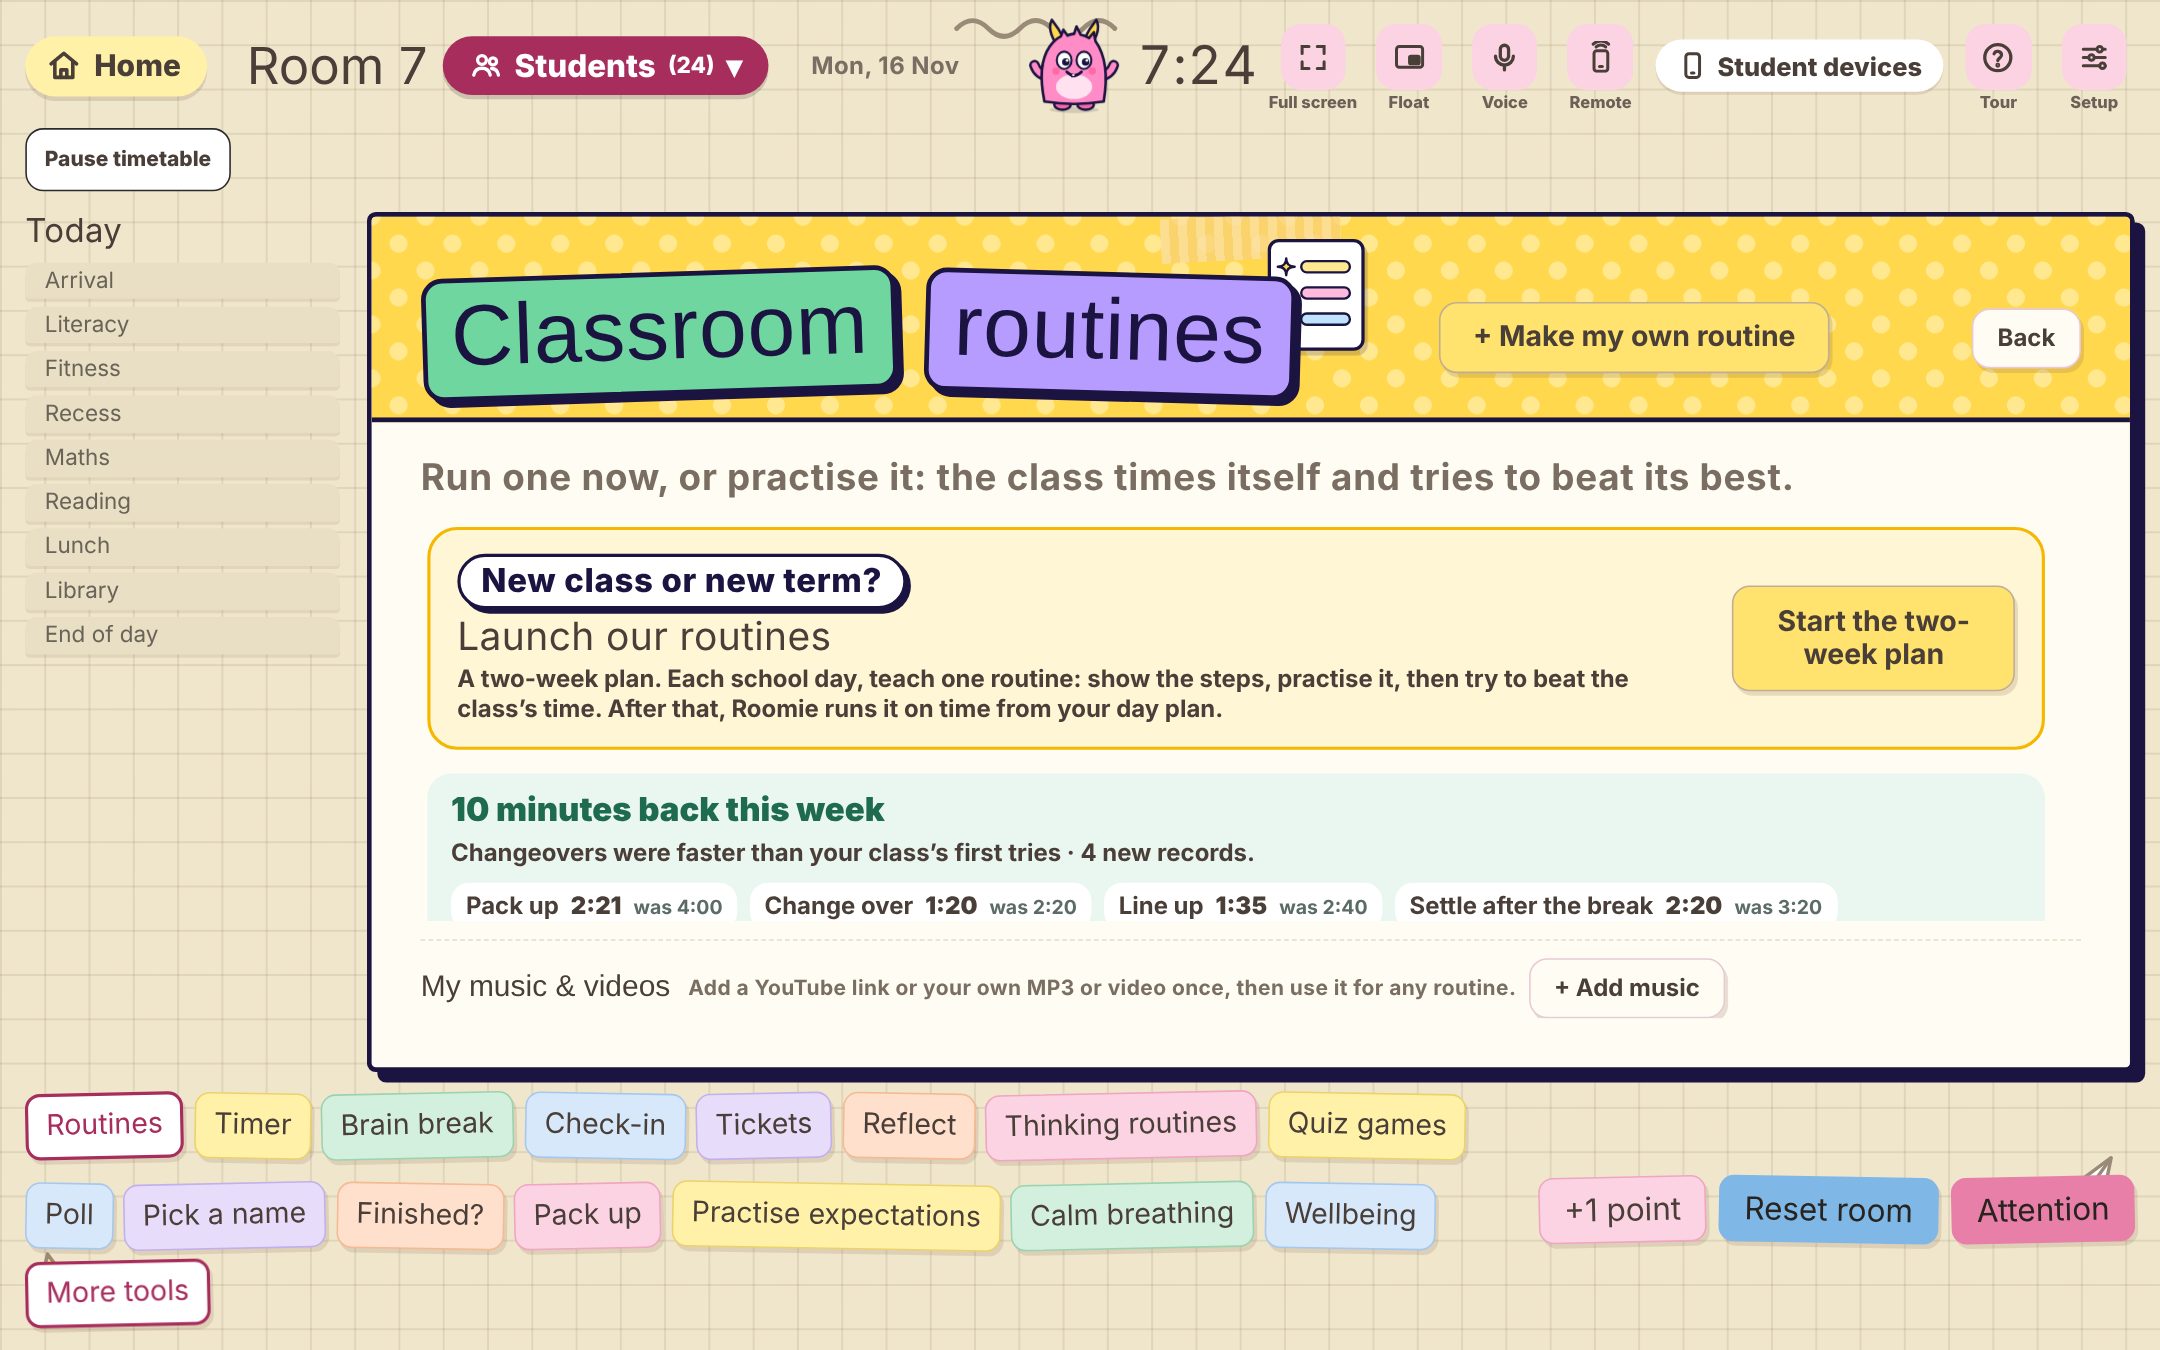 Home
Room 7
Students (24) ▼
Mon, 16 Nov
7:24
Full screen
Float
Voice
Remote
Student devices
Tour
Setup
Pause timetable
Today
Arrival
Literacy
Fitness
Recess
Maths
Reading
Lunch
Library
End of day
Classroom routines
+ Make my own routine
Back
Run one now, or practise it: the class times itself and tries to beat its best.
New class or new term?
Launch our routines
A two-week plan. Each school day, teach one routine: show the steps, practise it, then try to beat the
class’s time. After that, Roomie runs it on time from your day plan.
Start the two-
week plan
10 minutes back this week
Changeovers were faster than your class’s first tries · 4 new records.
Pack up 2:21 was 4:00
Change over 1:20 was 2:20
Line up 1:35 was 2:40
Settle after the break 2:20 was 3:20
My music & videos
Add a YouTube link or your own MP3 or video once, then use it for any routine.
+ Add music
Routines
Timer
Brain break
Check-in
Tickets
Reflect
Thinking routines
Quiz games
Poll
Pick a name
Finished?
Pack up
Practise expectations
Calm breathing
Wellbeing
+1 point
Reset room
Attention
More tools